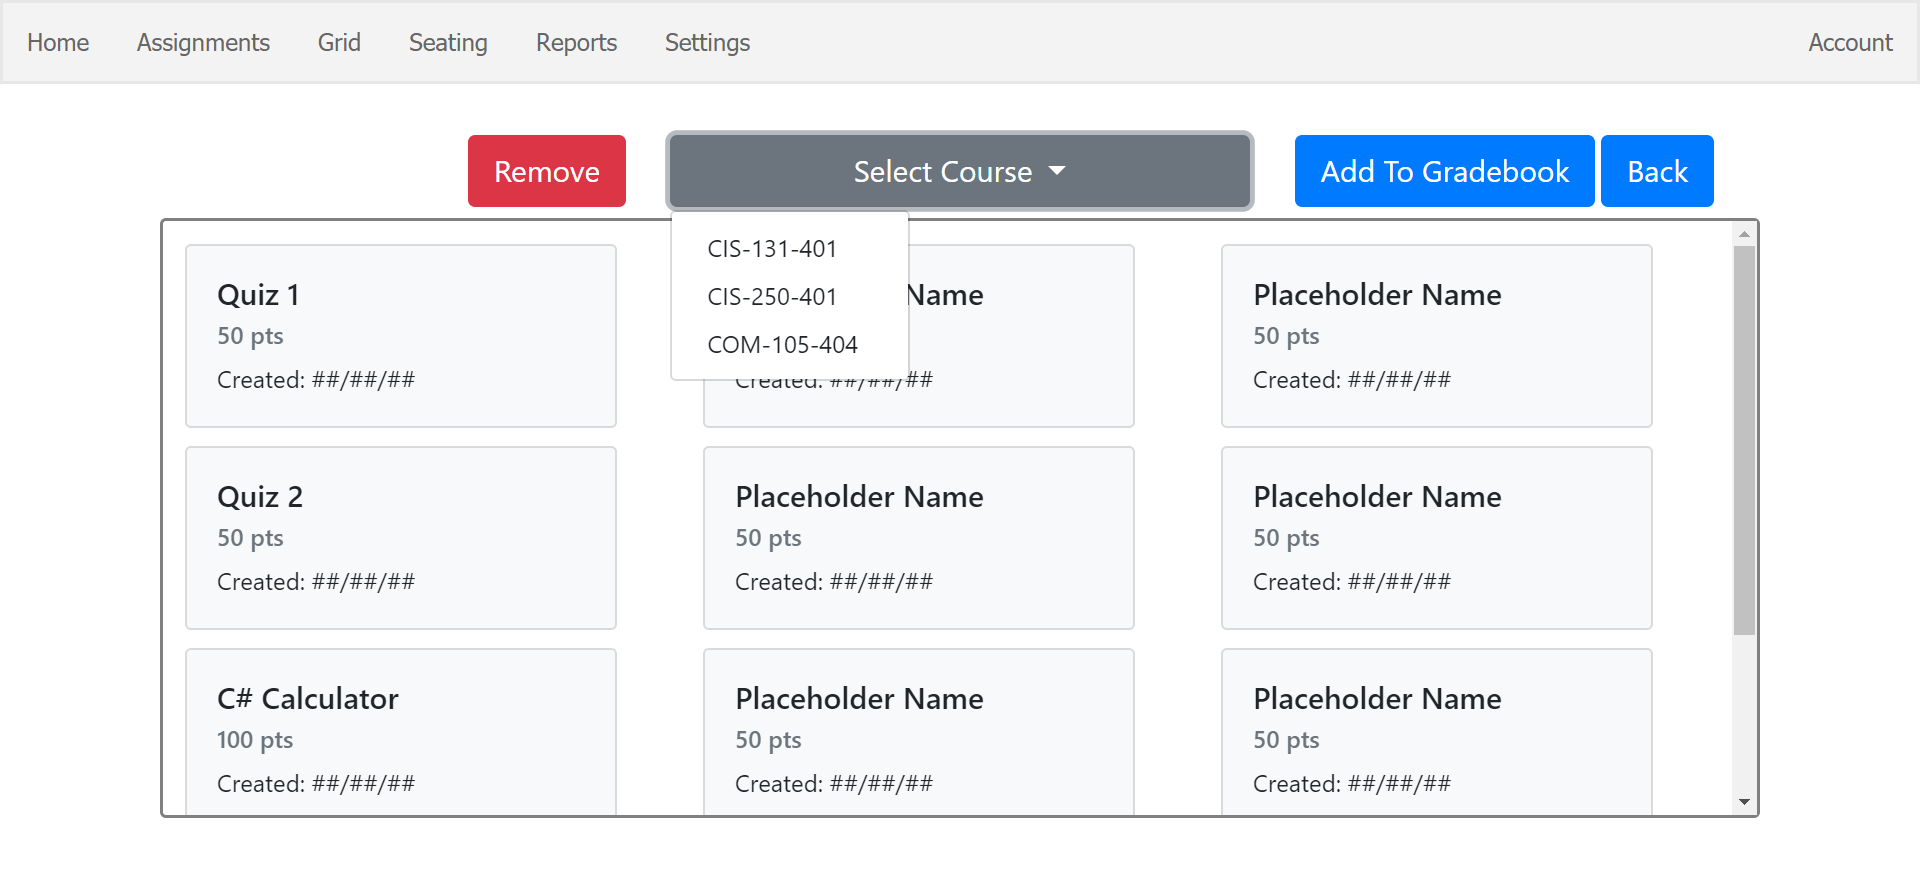 Home Assignments Grid Seating Reports Settings Account
Remove Select Course Add To Gradebook Back
CIS-131-401
CIS-250-401
COM-105-404
Quiz 1
50 pts
Created: ##/##/##
Name
Created: ##/##/##
Placeholder Name
50 pts
Created: ##/##/##
Quiz 2
50 pts
Created: ##/##/##
Placeholder Name
50 pts
Created: ##/##/##
Placeholder Name
50 pts
Created: ##/##/##
C# Calculator
100 pts
Created: ##/##/##
Placeholder Name
50 pts
Created: ##/##/##
Placeholder Name
50 pts
Created: ##/##/##